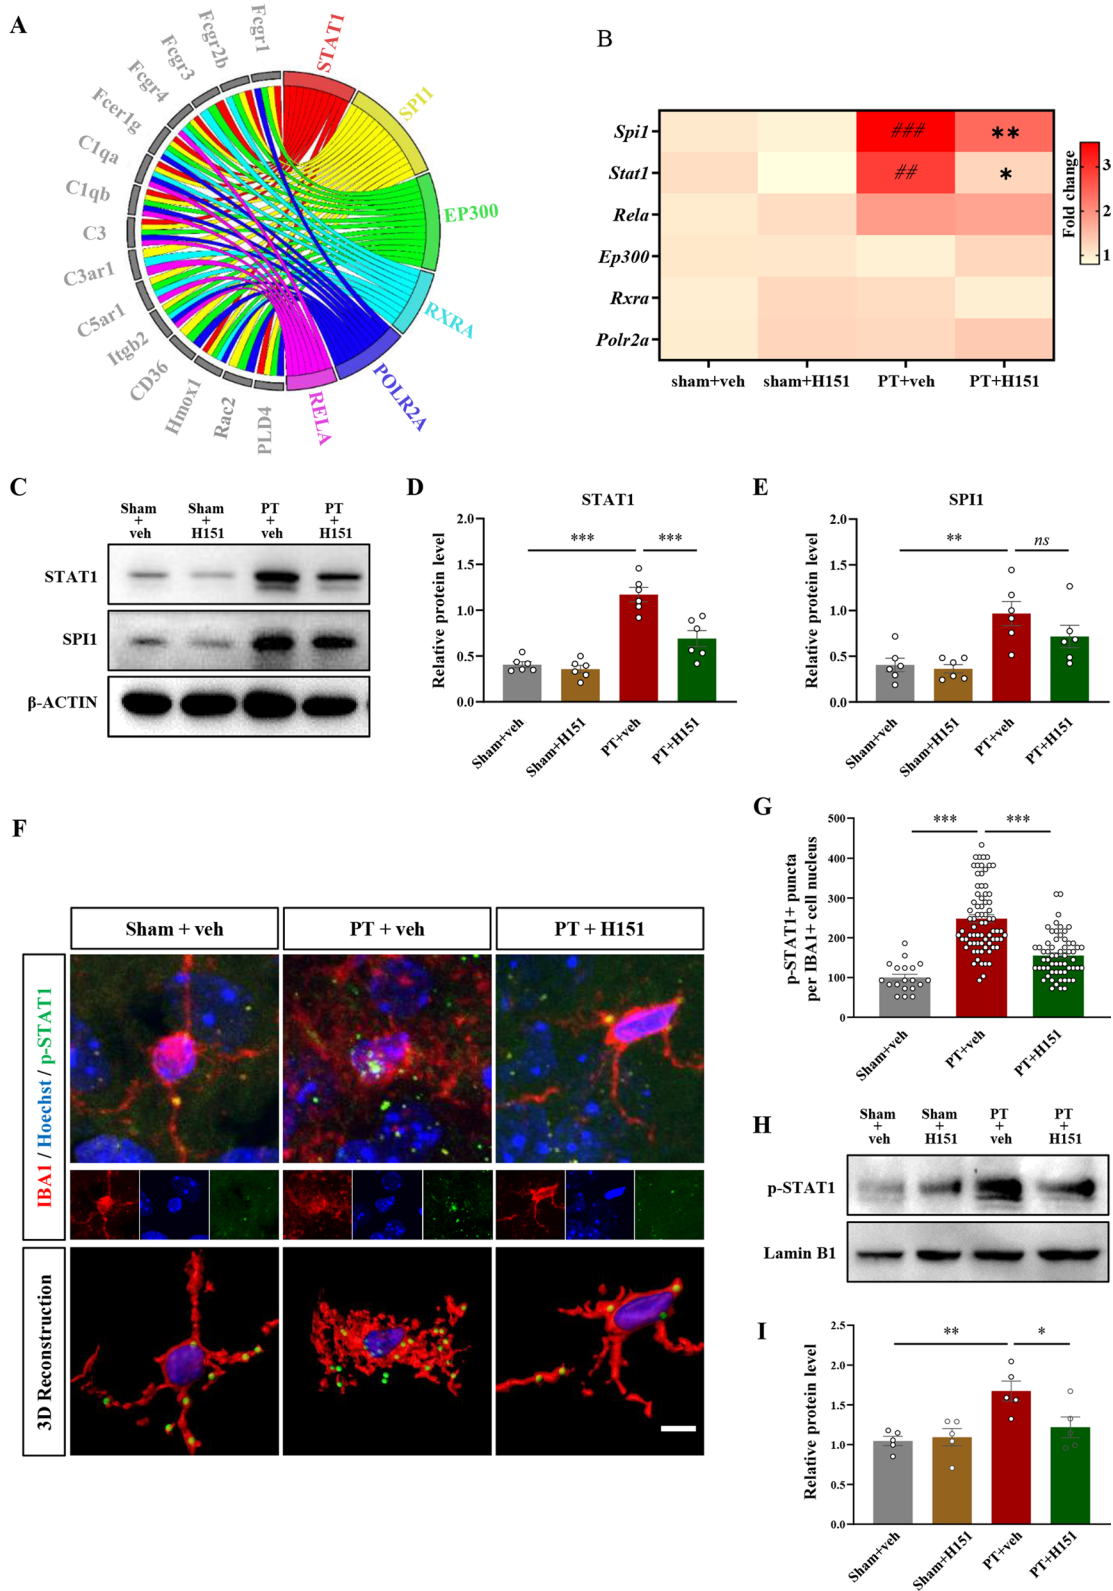 A
Fcgr1
Fcgr2b
Fcgr3
Fcgr4
Fcer1g
C1qa
C1qb
C3
C3ar1
C5ar1
Itgb2
CD36
Hmox1
Rac2
PLD4
STAT1
SPI1
EP300
RXRA
POLR2A
RELA
B
Spi1
Stat1
Rela
Ep300
Rxra
Polr2a
### **
## *
sham+veh sham+H151 PT+veh PT+H151
3
2
1
Fold change
C
Sham + veh
Sham + H151
PT + veh
PT + H151
STAT1
SPI1
β-ACTIN
D
STAT1
Relative protein level
2.0
1.5
1.0
0.5
0.0
*** ***
Sham+veh
Sham+H151
PT+veh
PT+H151
E
SPI1
Relative protein level
2.0
1.5
1.0
0.5
0.0
** ns
Sham+veh
Sham+H151
PT+veh
PT+H151
F
Sham + veh PT + veh PT + H151
IBA1 / Hoechst / p-STAT1
3D Reconstruction
G
p-STAT1+ puncta
per IBA1+ cell nucleus
500
400
300
200
100
0
*** ***
Sham+veh
PT+veh
PT+H151
H
Sham + veh
Sham + H151
PT + veh
PT + H151
p-STAT1
Lamin B1
I
Relative protein level
2.5
2.0
1.5
1.0
0.5
0.0
** *
Sham+veh
Sham+H151
PT+veh
PT+H151